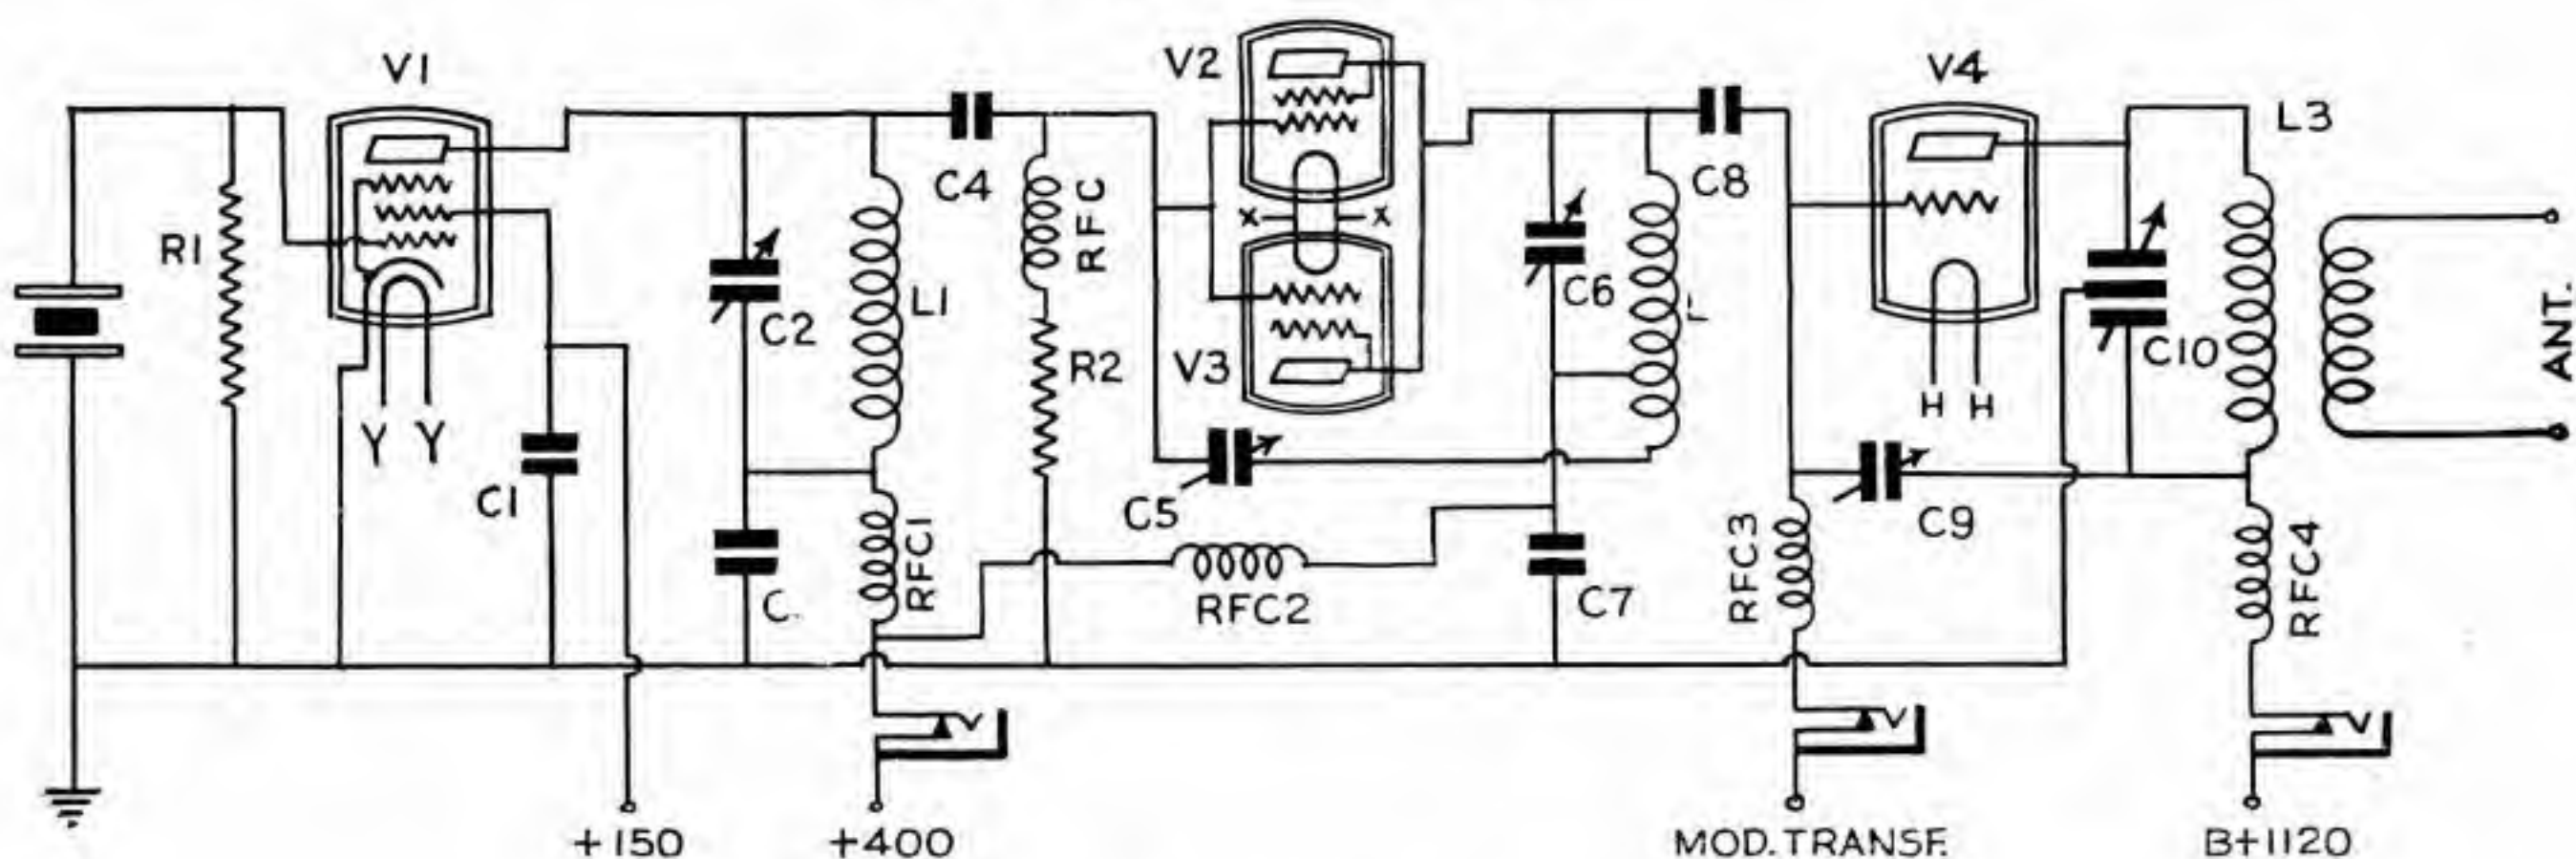 V1
V2
V4
L3
R1
C4
RFC
C8
X
X
C2
L1
C6
R2
V3
C10
H H
ANT.
Y Y
C1
C5
C9
RFC1
RFC2
C7
RFC3
RFC4
+150
+400
MOD.TRANSF.
B+1120